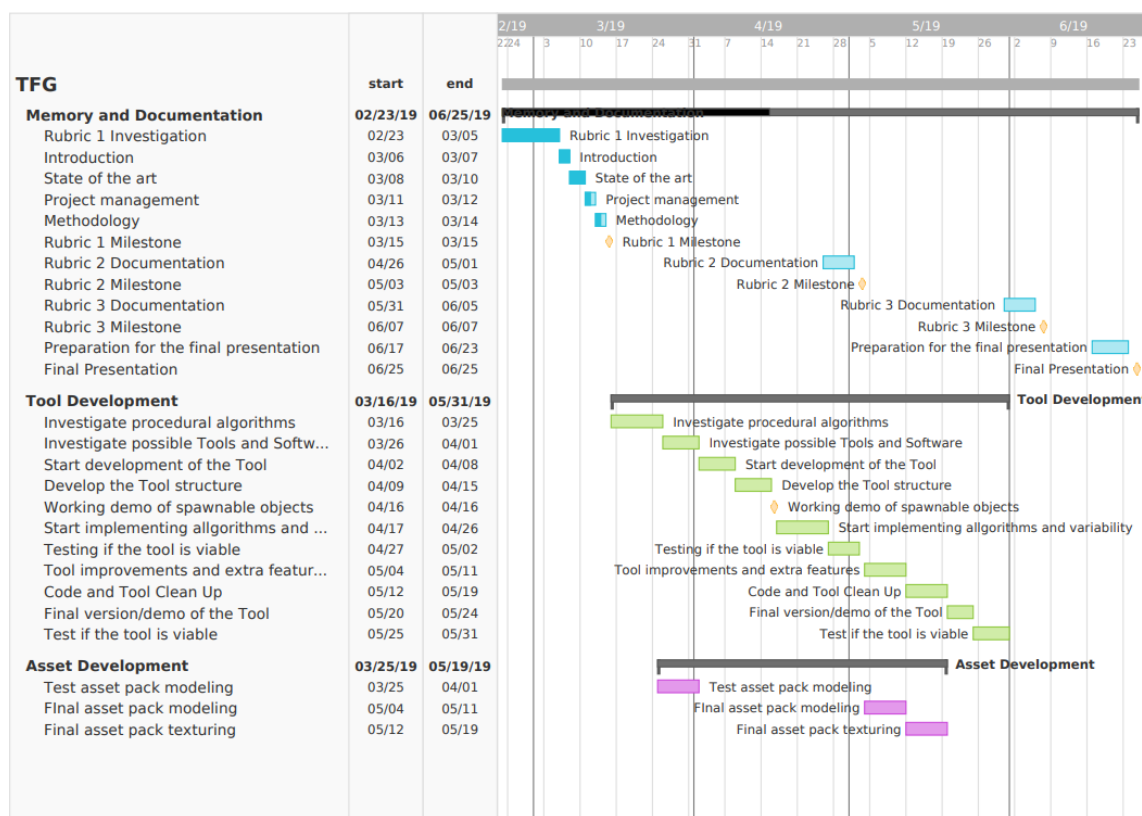 2/19 3/19 4/19 5/19 6/19
22 24 3 10 17 24 31 7 14 21 28 5 12 19 26 2 9 16 23
TFG start end
Memory and Documentation 02/23/19 06/25/19 Memory and Documentation
Rubric 1 Investigation 02/23 03/05 Rubric 1 Investigation
Introduction 03/06 03/07 Introduction
State of the art 03/08 03/10 State of the art
Project management 03/11 03/12 Project management
Methodology 03/13 03/14 Methodology
Rubric 1 Milestone 03/15 03/15 Rubric 1 Milestone
Rubric 2 Documentation 04/26 05/01 Rubric 2 Documentation
Rubric 2 Milestone 05/03 05/03 Rubric 2 Milestone
Rubric 3 Documentation 05/31 06/05 Rubric 3 Documentation
Rubric 3 Milestone 06/07 06/07 Rubric 3 Milestone
Preparation for the final presentation 06/17 06/23 Preparation for the final presentation
Final Presentation 06/25 06/25 Final Presentation
Tool Development 03/16/19 05/31/19 Tool Development
Investigate procedural algorithms 03/16 03/25 Investigate procedural algorithms
Investigate possible Tools and Softw... 03/26 04/01 Investigate possible Tools and Software
Start development of the Tool 04/02 04/08 Start development of the Tool
Develop the Tool structure 04/09 04/15 Develop the Tool structure
Working demo of spawnable objects 04/16 04/16 Working demo of spawnable objects
Start implementing allgorithms and ... 04/17 04/26 Start implementing allgorithms and variability
Testing if the tool is viable 04/27 05/02 Testing if the tool is viable
Tool improvements and extra featur... 05/04 05/11 Tool improvements and extra features
Code and Tool Clean Up 05/12 05/19 Code and Tool Clean Up
Final version/demo of the Tool 05/20 05/24 Final version/demo of the Tool
Test if the tool is viable 05/25 05/31 Test if the tool is viable
Asset Development 03/25/19 05/19/19 Asset Development
Test asset pack modeling 03/25 04/01 Test asset pack modeling
FInal asset pack modeling 05/04 05/11 FInal asset pack modeling
Final asset pack texturing 05/12 05/19 Final asset pack texturing